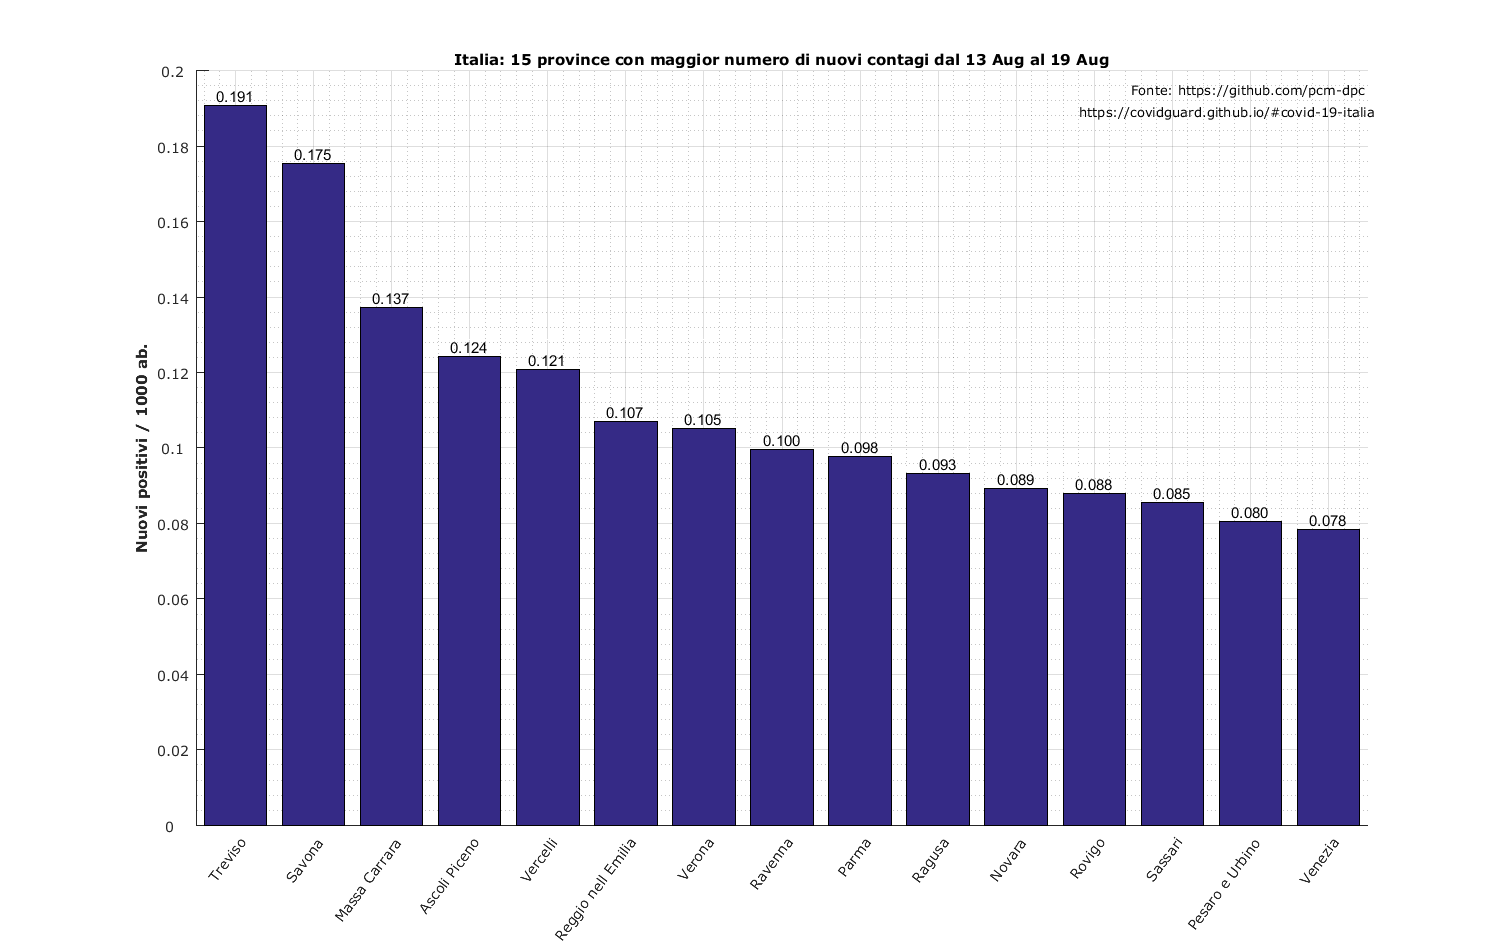 Italia: 15 province con maggior numero di nuovi contagi dal 13 Aug al 19 Aug
Fonte: https://github.com/pcm-dpc
https://covidguard.github.io/#covid-19-italia
Nuovi positivi / 1000 ab.
0.2
0.18
0.16
0.14
0.12
0.1
0.08
0.06
0.04
0.02
0
0.191
0.175
0.137
0.124
0.121
0.107
0.105
0.100
0.098
0.093
0.089
0.088
0.085
0.080
0.078
Treviso
Savona
Massa Carrara
Ascoli Piceno
Vercelli
Reggio nell Emilia
Verona
Ravenna
Parma
Ragusa
Novara
Rovigo
Sassari
Pesaro e Urbino
Venezia